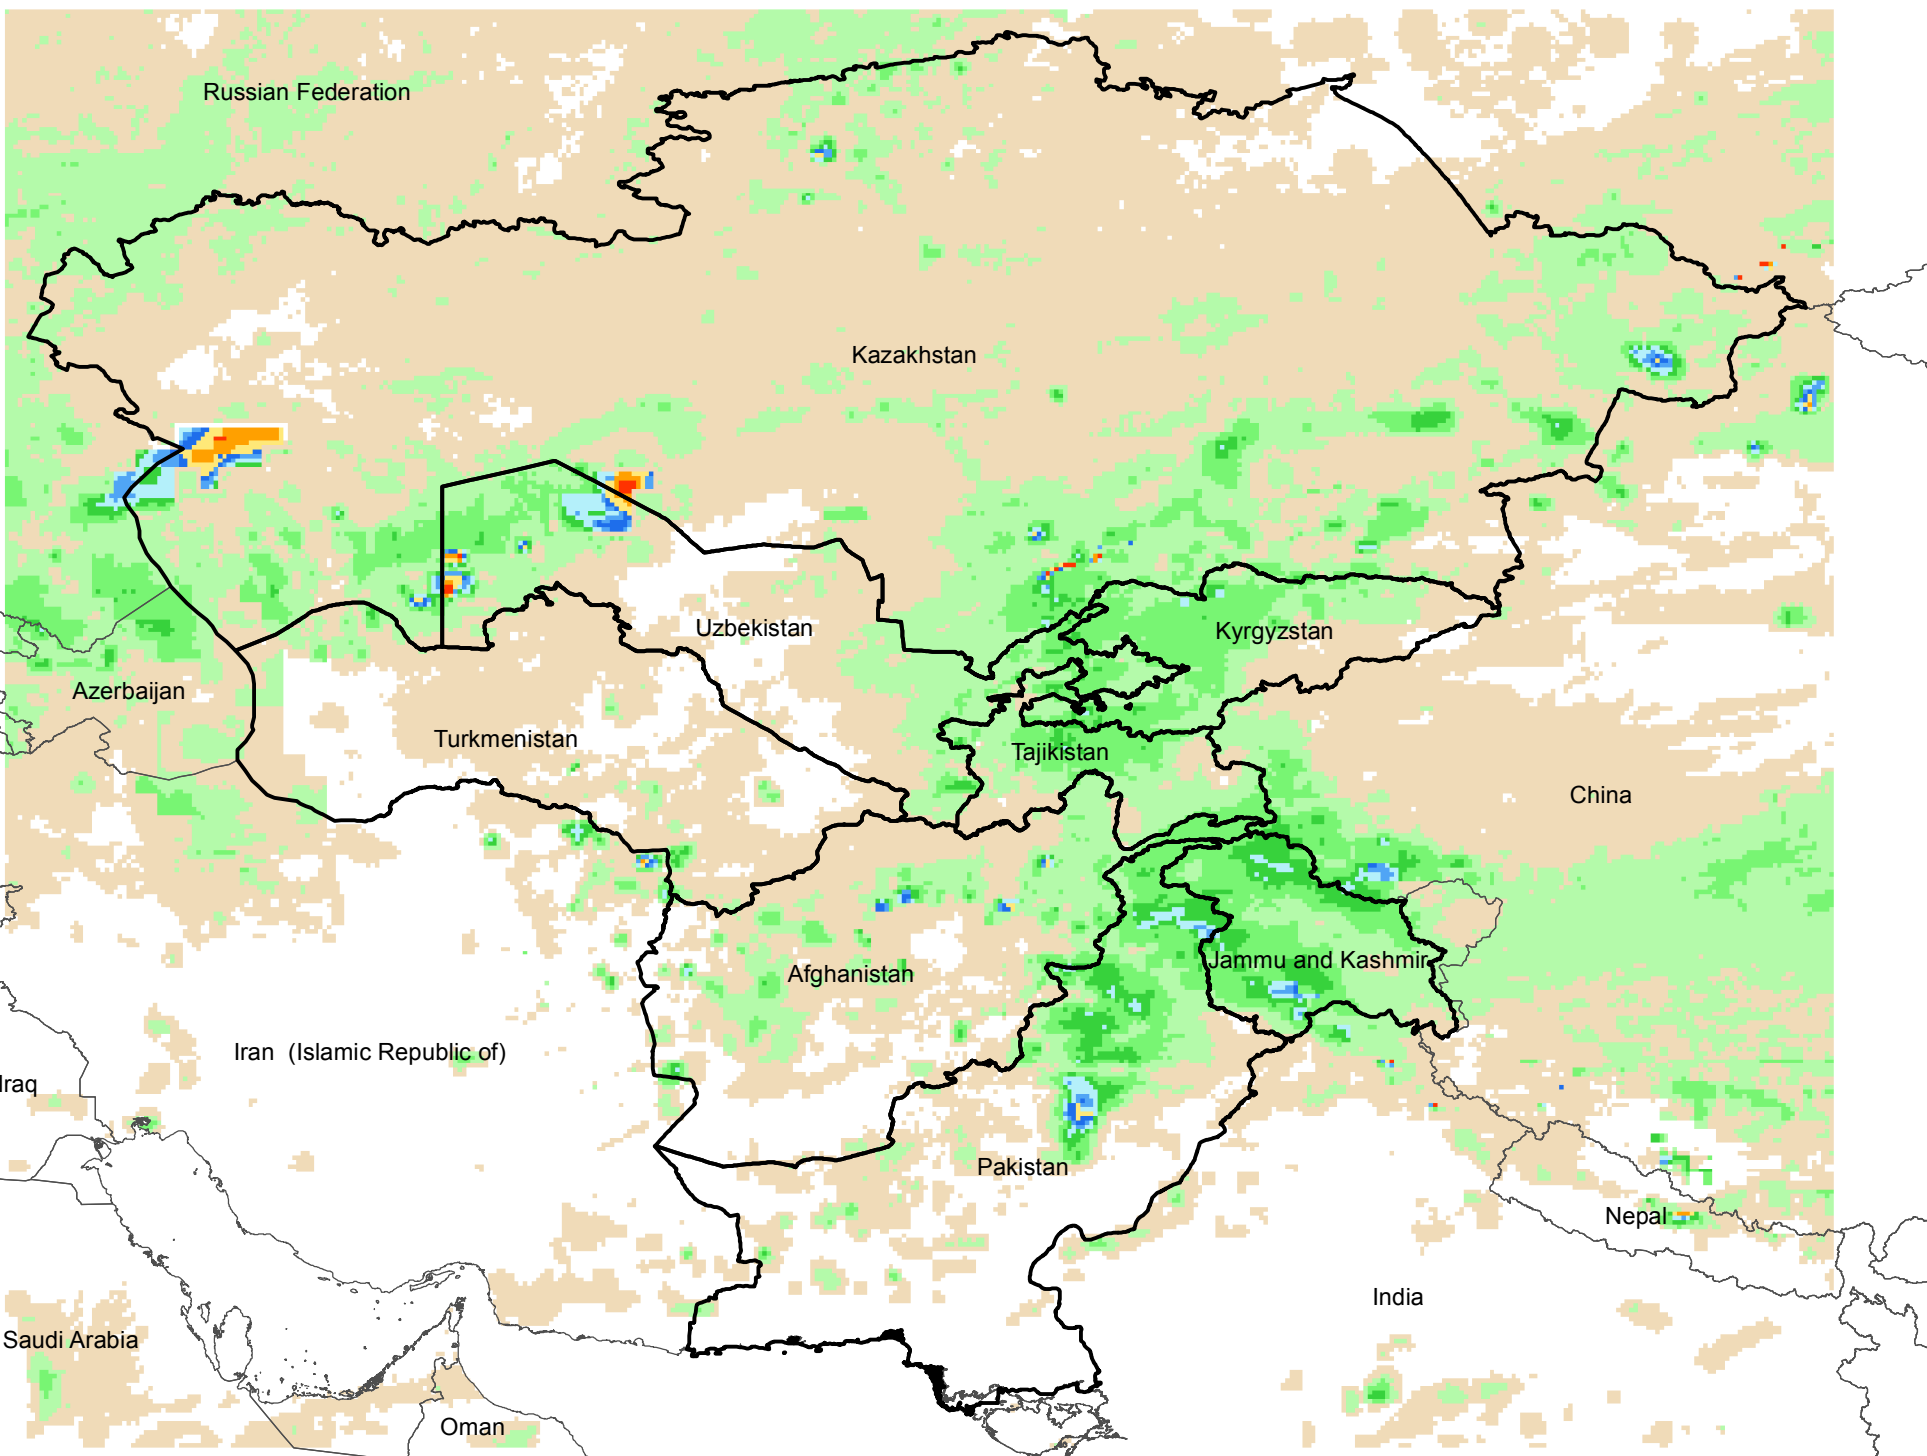 Russian Federation
Kazakhstan
Uzbekistan
Kyrgyzstan
Azerbaijan
Turkmenistan
Tajikistan
China
Afghanistan
Jammu and Kashmir
Iran (Islamic Republic of)
Iraq
Pakistan
Nepal
India
Saudi Arabia
Oman